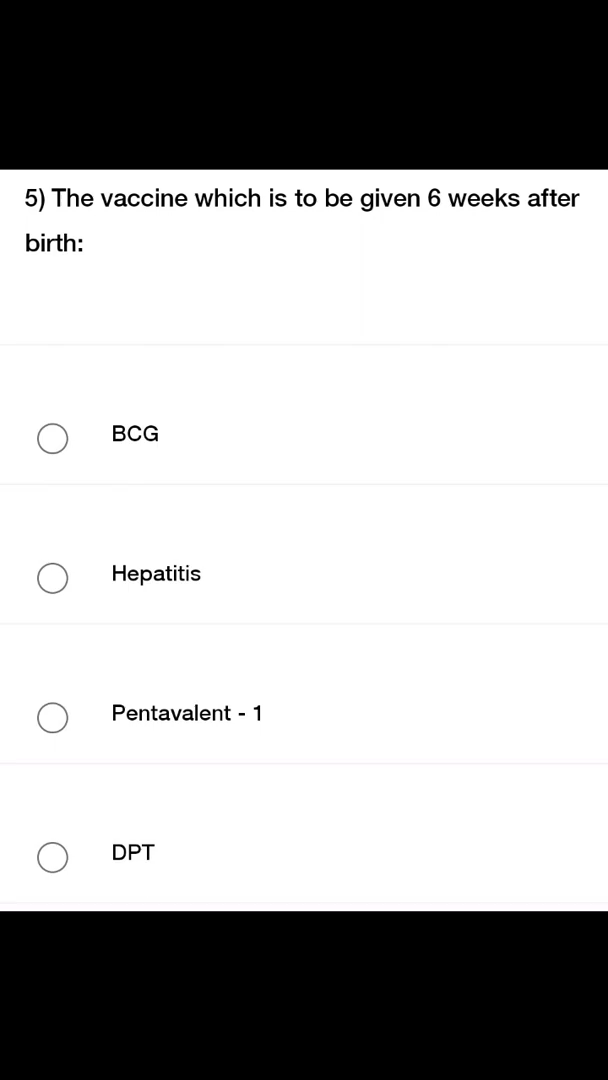 5) The vaccine which is to be given 6 weeks after
birth:
BCG
Hepatitis
Pentavalent - 1
DPT